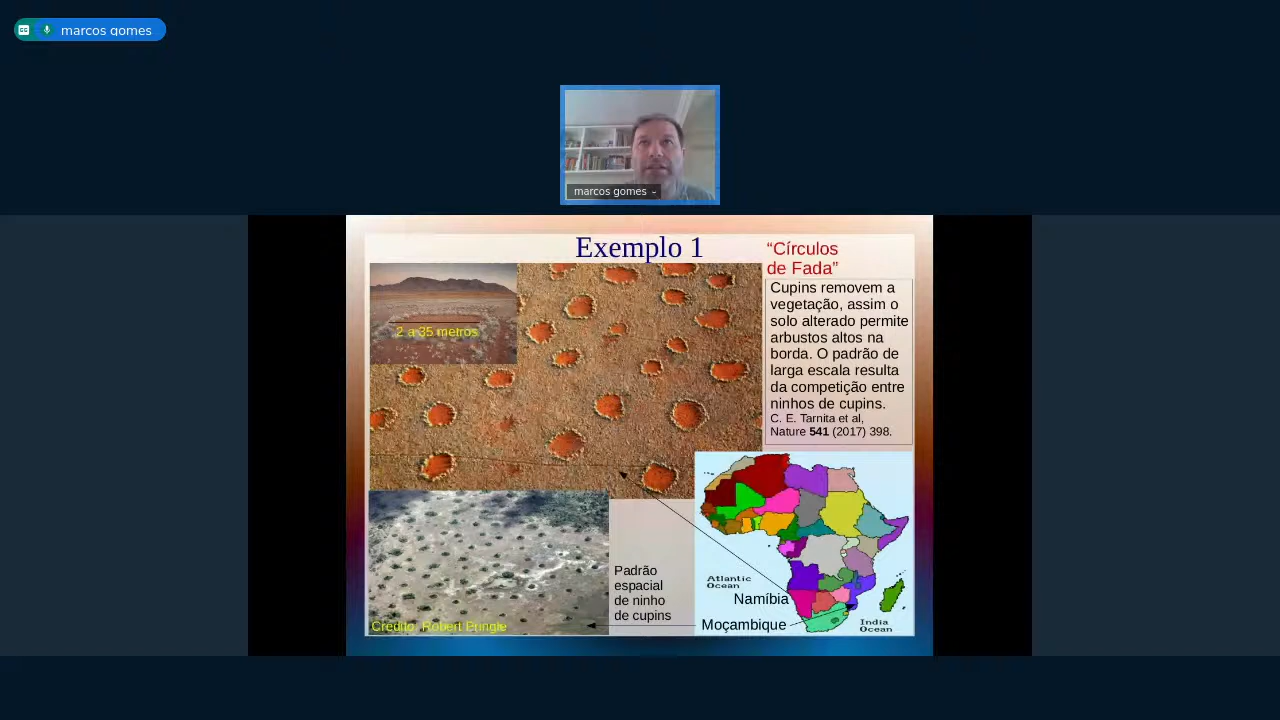 marcos gomes
marcos gomes
Exemplo 1
“Círculos
de Fada”
2 a 35 metros
Cupins removem a
vegetação, assim o
solo alterado permite
arbustos altos na
borda. O padrão de
larga escala resulta
da competição entre
ninhos de cupins.
C. E. Tarnita et al,
Nature 541 (2017) 398.
Padrão
espacial
de ninho
de cupins
Crédito: Robert Pringle
Atlantic
Ocean
Namíbia
Moçambique
India
Ocean